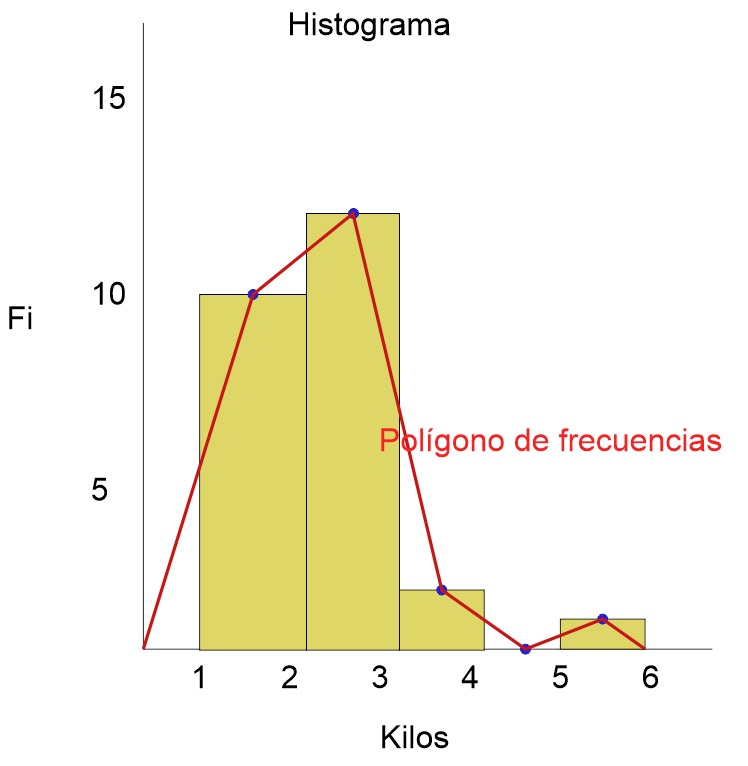 Histograma
15
10
Fi
Polígono de frecuencias
5
1 2 3 4 5 6
Kilos